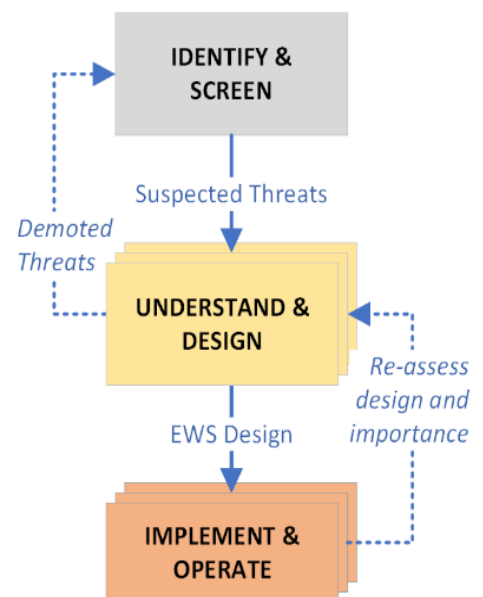 IDENTIFY &
SCREEN
Suspected Threats
Demoted
Threats
UNDERSTAND &
DESIGN
Re-assess
design and
importance
EWS Design
IMPLEMENT &
OPERATE